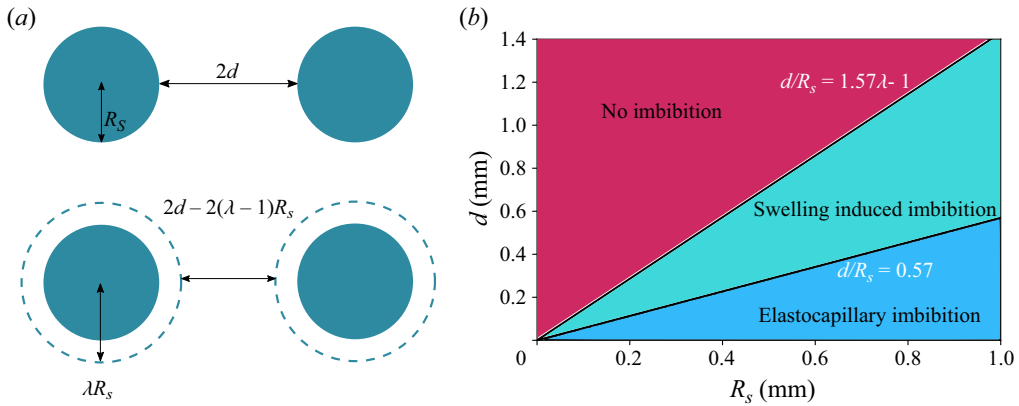 (a)
2d
R_S
2d – 2(λ – 1)R_s
λR_s
(b)
1.4
1.2
1.0
0.8
0.6
0.4
0.2
0
0.2
0.4
0.6
0.8
1.0
d (mm)
R_s (mm)
d/R_s = 1.57λ- 1
No imbibition
Swelling induced imbibition
d/R_s = 0.57
Elastocapillary imbibition